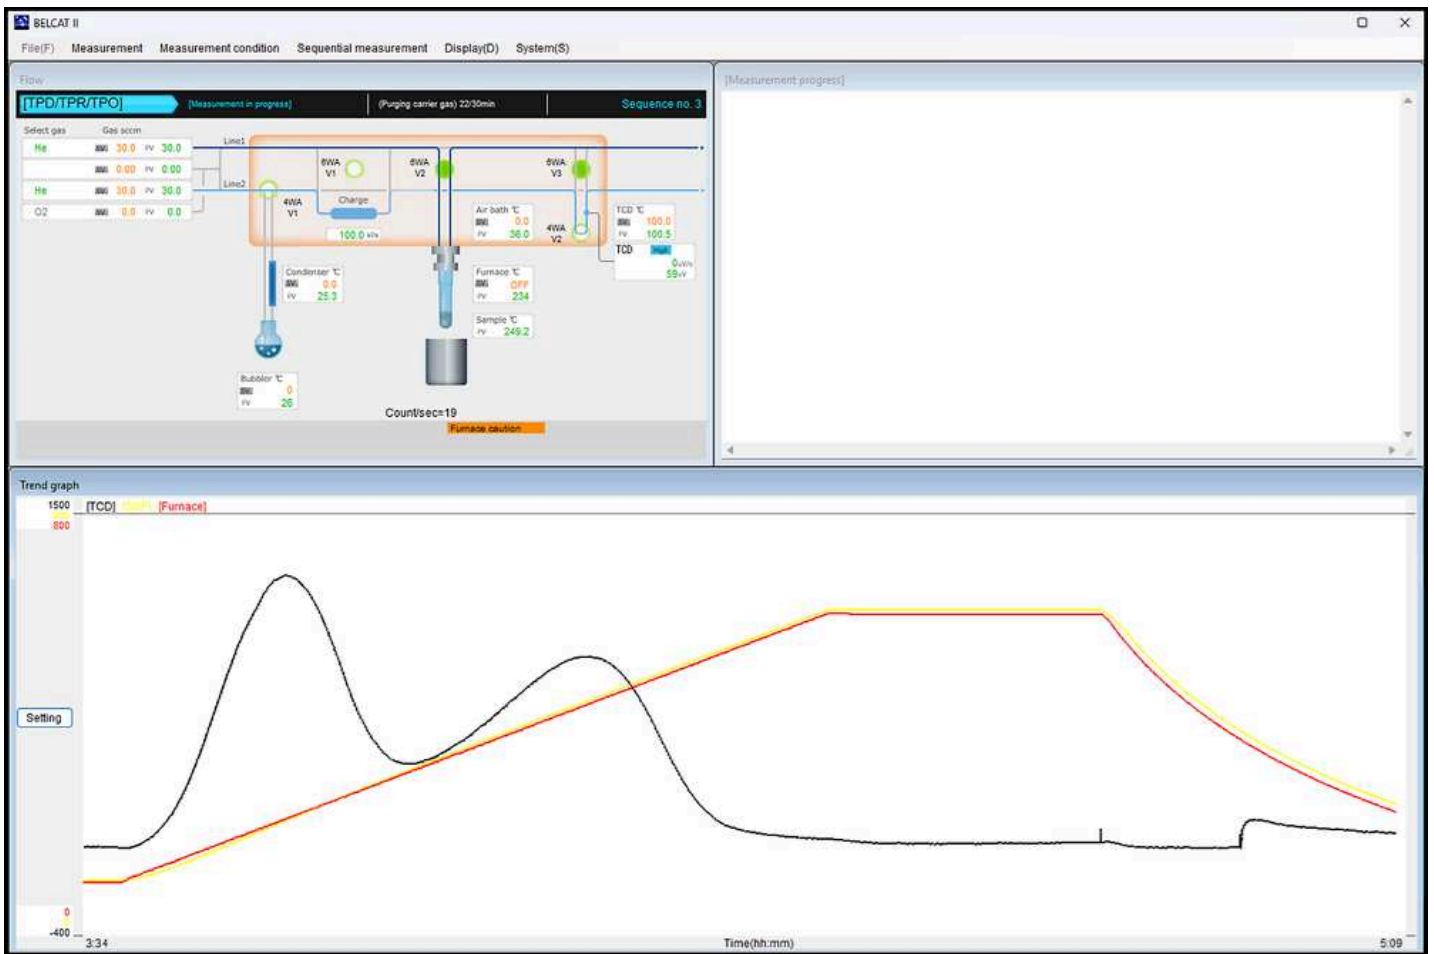 BELCAT II
File(F) Measurement Measurement condition Sequential measurement Display(D) System(S)
Flow
[Measurement progress]
[TPD/TPR/TPO] [Measurement in progress] (Purging carrier gas) 22/30min Sequence no. 3
Select gas Gas sccm
He 30.0 PV 30.0
Line1
0.00 PV 0.00
He 30.0 PV 30.0
Line2
O2 0.0 PV 0.0
6WA V1
6WA V2
6WA V3
4WA V1
Charge
100.0
Air bath ℃
0.0
PV 36.0
4WA V2
TCD ℃
100.0
PV 100.5
TCD High
0
59
Condenser ℃
0.0
PV 25.3
Furnace ℃
OFF
PV 234
Sample ℃
PV 249.2
Bubbler ℃
0
PV 26
Count/sec=19
Furnace caution
Trend graph
1500 [TCD] [Furnace]
800
Setting
0
-400
3:34 Time(hh:mm) 5:09